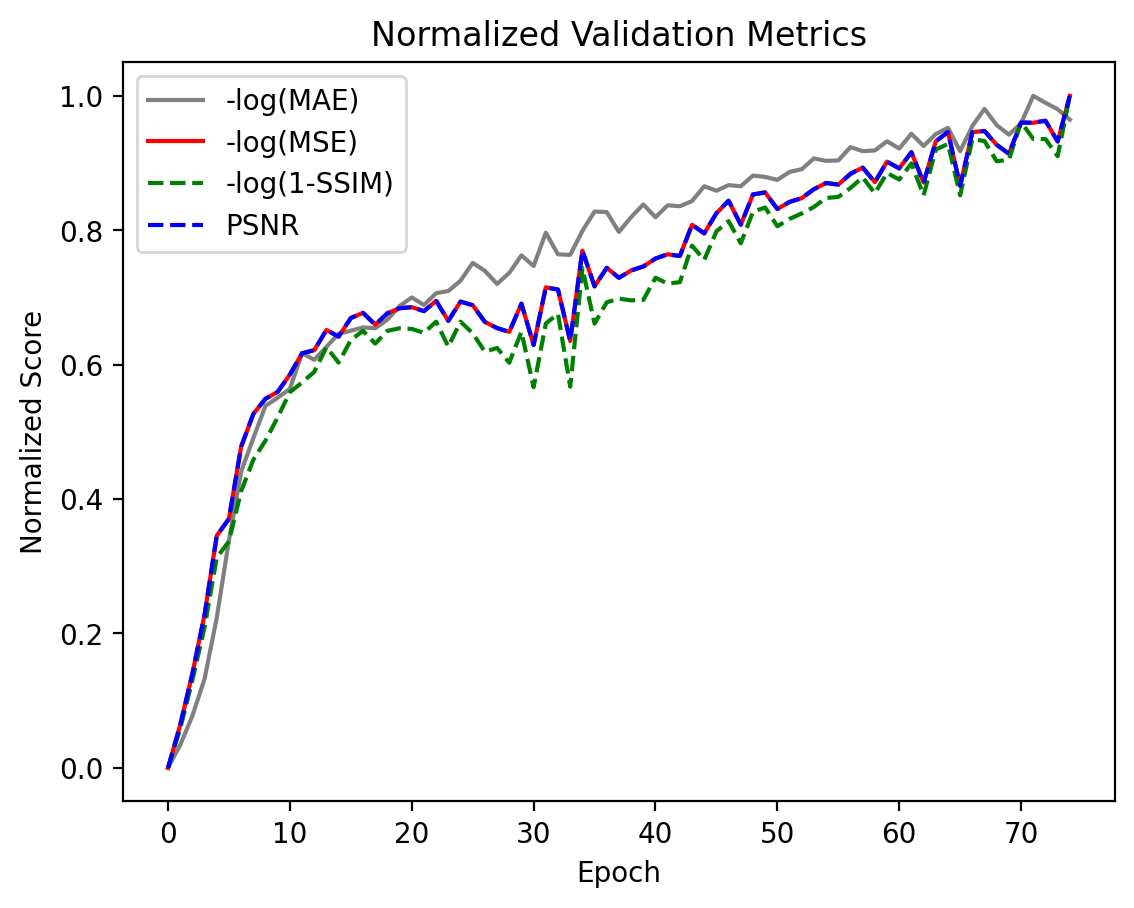 Normalized Validation Metrics
-log(MAE)
-log(MSE)
-log(1-SSIM)
PSNR
1.0
0.8
0.6
0.4
0.2
0.0
Normalized Score
0 10 20 30 40 50 60 70
Epoch